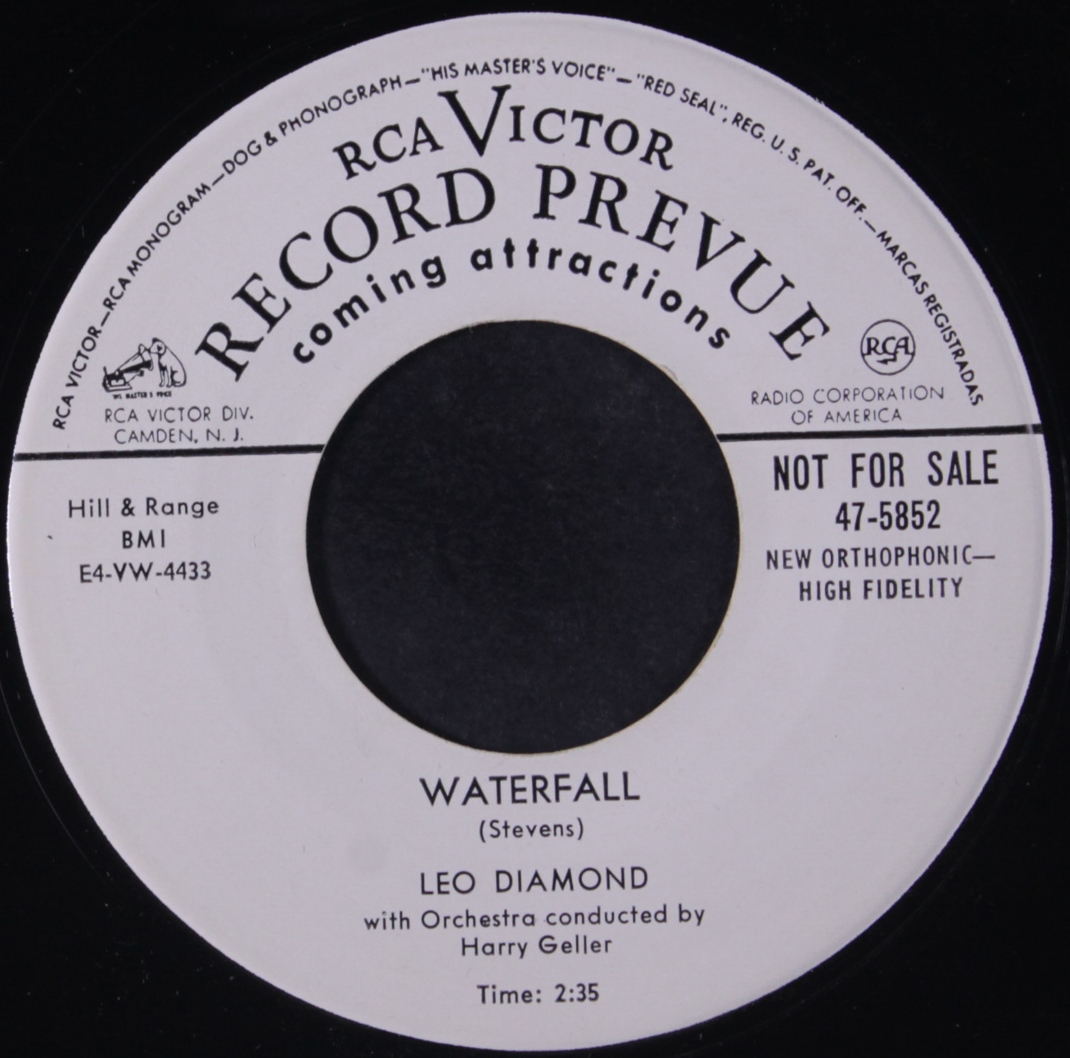 RCA VICTOR—RCA MONOGRAM—DOG & PHONOGRAPH—"HIS MASTER'S VOICE"—"RED SEAL", REG. U. S. PAT. OFF.—MARCAS REGISTRADAS
RCA VICTOR
RECORD PREVUE
coming attractions
HIS MASTER'S VOICE
RCA VICTOR DIV.
CAMDEN, N. J.
RCA
RADIO CORPORATION
OF AMERICA
Hill & Range
BMI
E4-VW-4433
NOT FOR SALE
47-5852
NEW ORTHOPHONIC—
HIGH FIDELITY
WATERFALL
(Stevens)
LEO DIAMOND
with Orchestra conducted by
Harry Geller
Time: 2:35